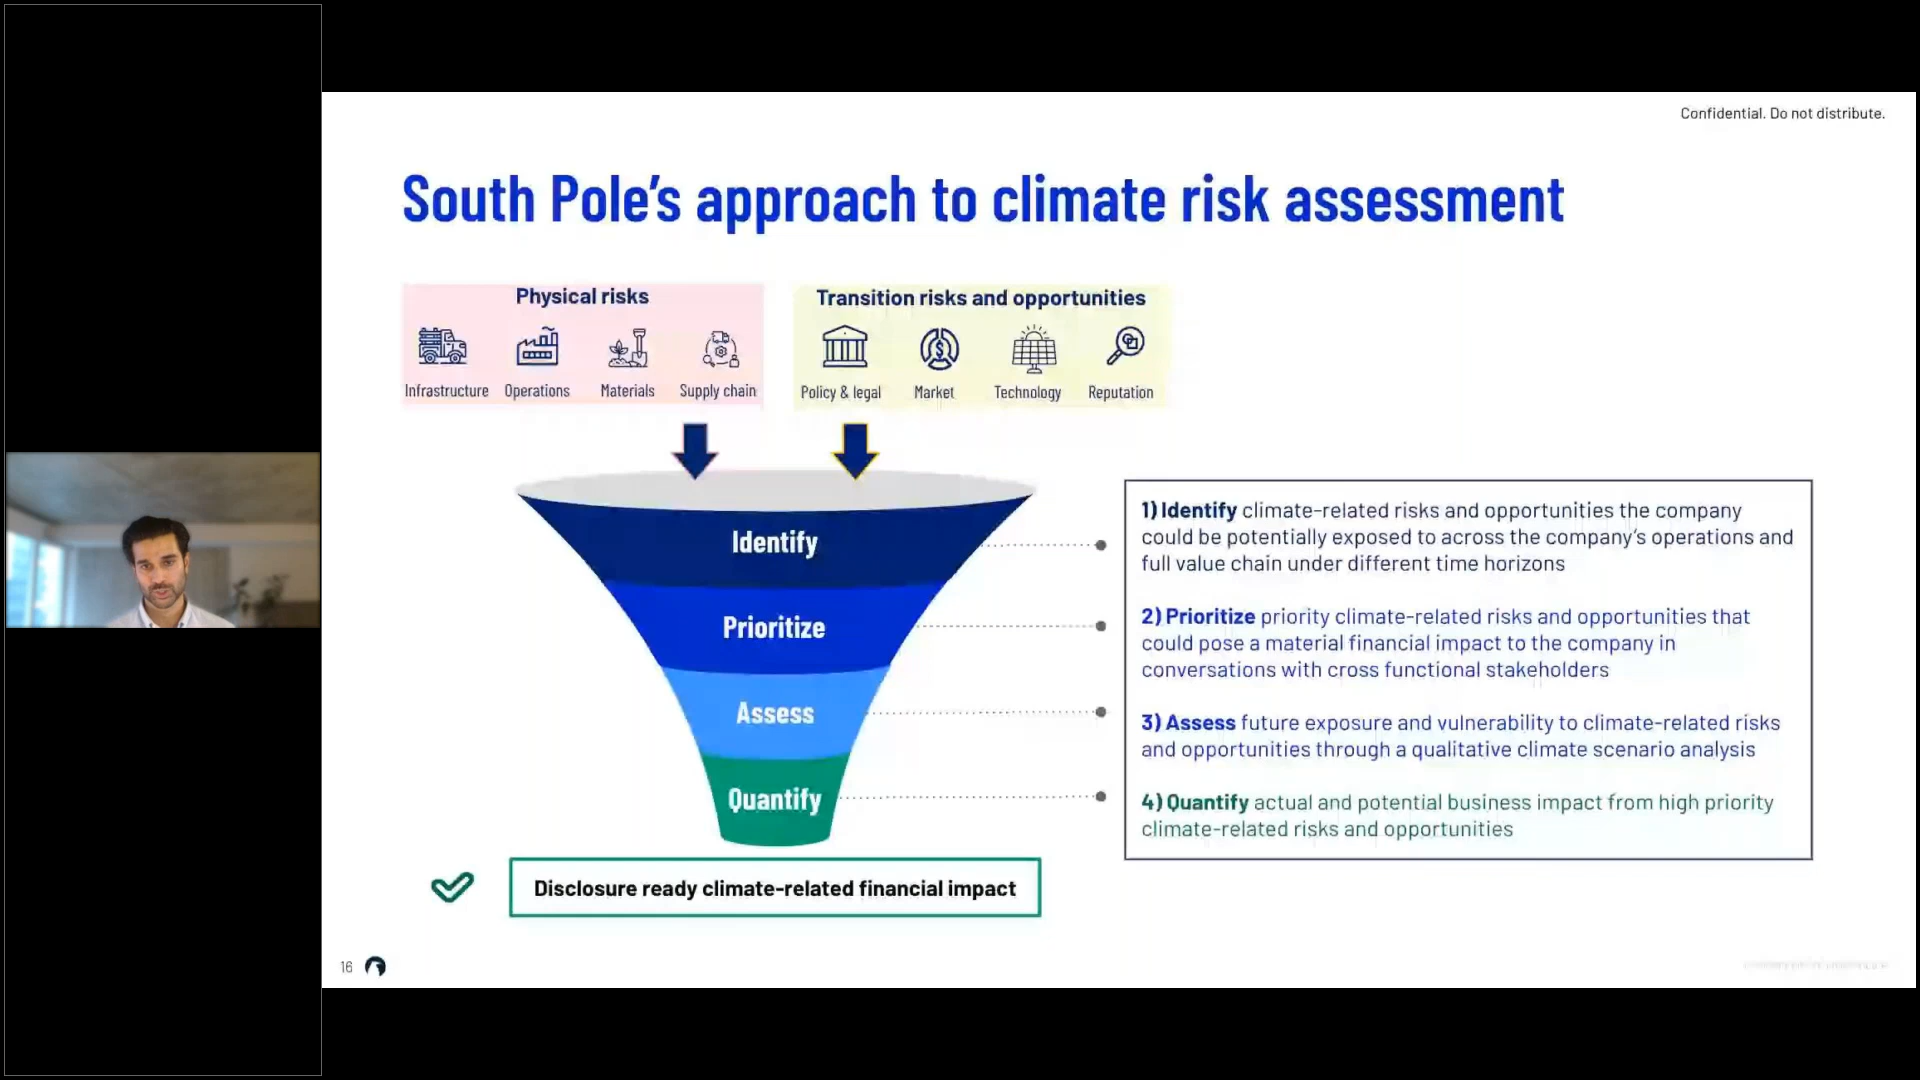 Confidential. Do not distribute.
South Pole's approach to climate risk assessment
Physical risks
Infrastructure Operations Materials Supply chain
Transition risks and opportunities
Policy & legal Market Technology Reputation
Identify
Prioritize
Assess
Quantify
1) Identify climate-related risks and opportunities the company
could be potentially exposed to across the company's operations and
full value chain under different time horizons
2) Prioritize priority climate-related risks and opportunities that
could pose a material financial impact to the company in
conversations with cross functional stakeholders
3) Assess future exposure and vulnerability to climate-related risks
and opportunities through a qualitative climate scenario analysis
4) Quantify actual and potential business impact from high priority
climate-related risks and opportunities
Disclosure ready climate-related financial impact
16